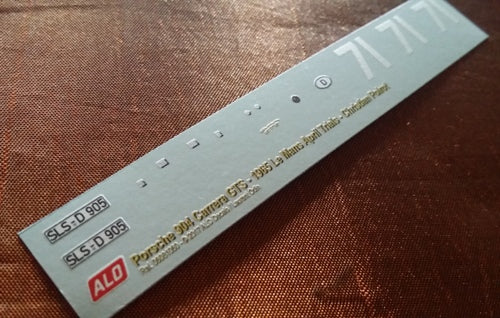 71 71 71
D
SLS : D 905
SLS : D 905
ALD
Porsche 904 Carrera GTS - 1965 Le Mans April Trials - Christian Poirot